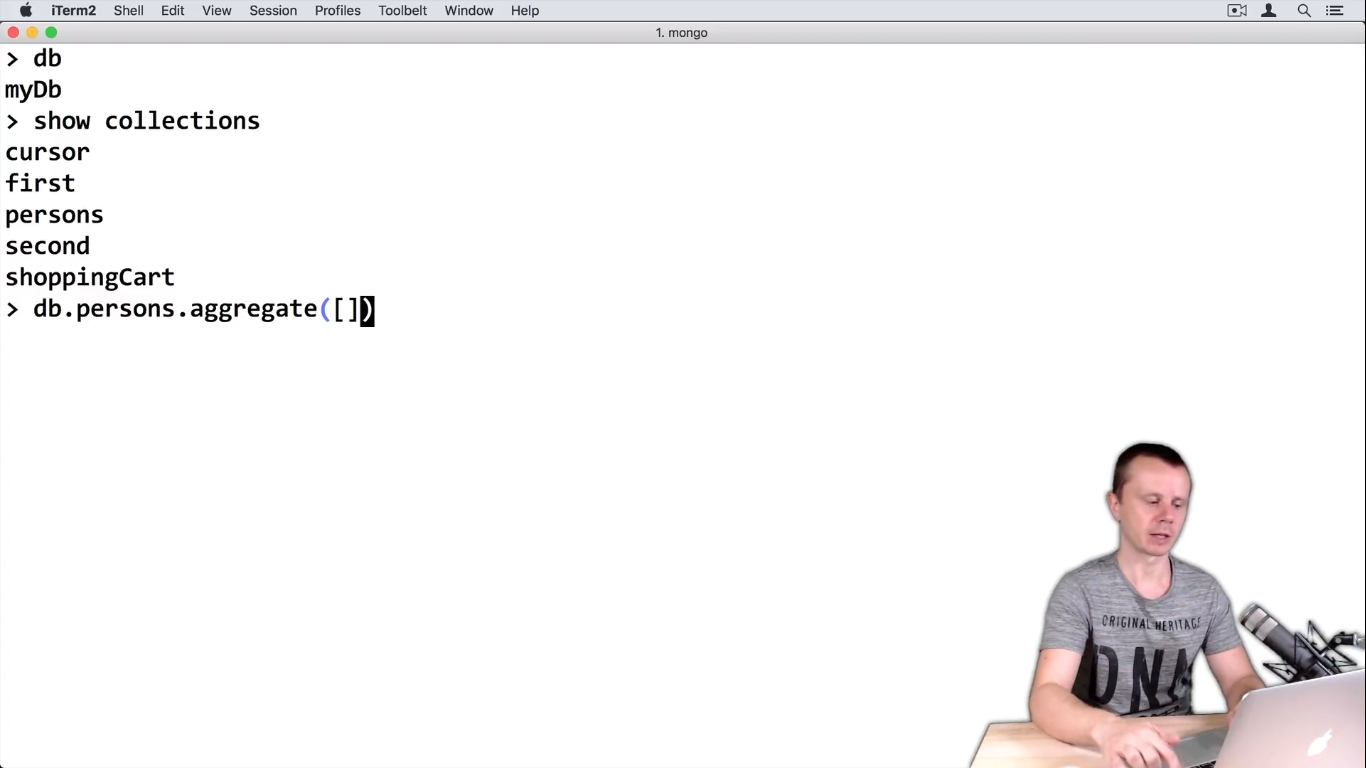 iTerm2 Shell Edit View Session Profiles Toolbelt Window Help
1. mongo
> db
myDb
> show collections
cursor
first
persons
second
shoppingCart
> db.persons.aggregate([])
ORIGINAL HERITAGE
DNA